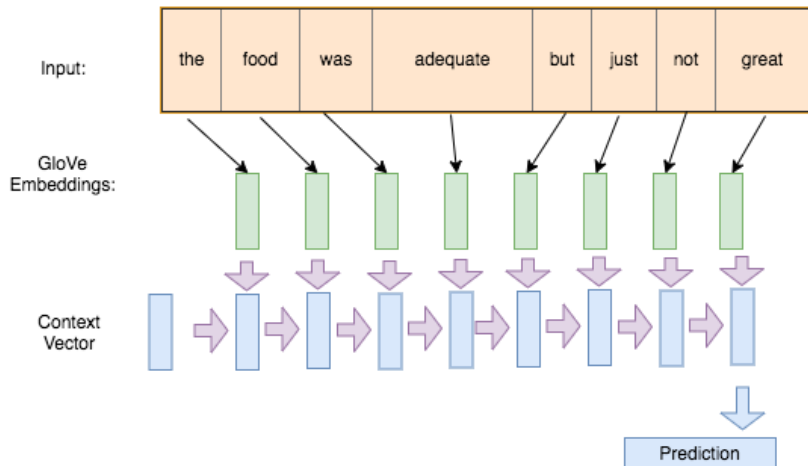 Input:
the food was adequate but just not great
GloVe
Embeddings:
Context
Vector
Prediction